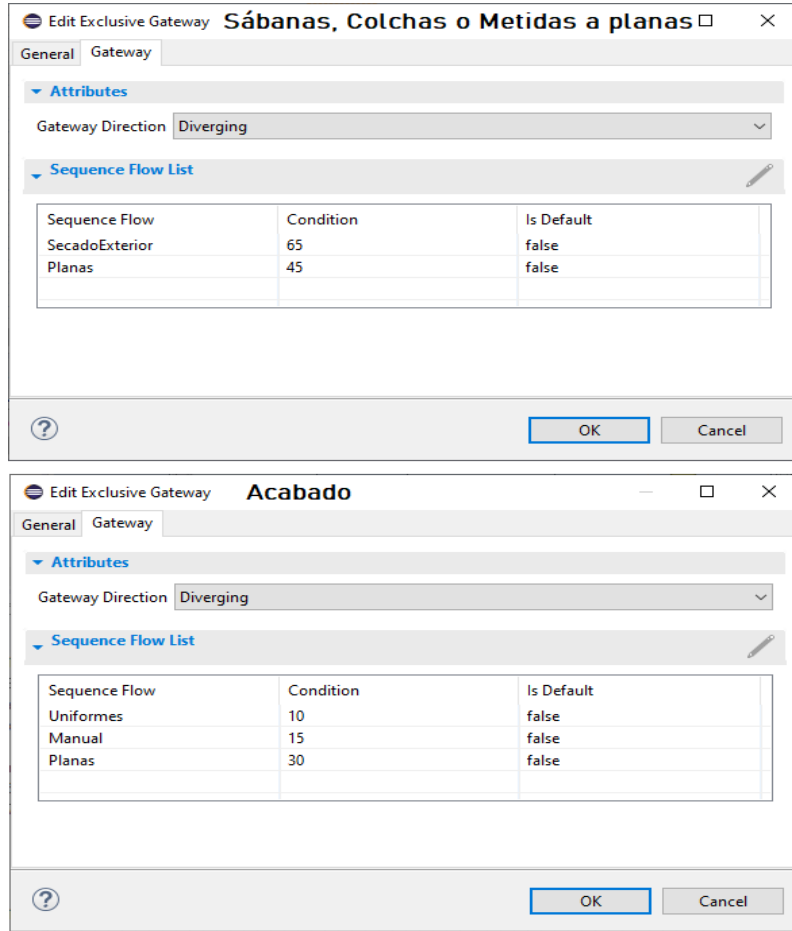 Edit Exclusive Gateway Sábanas, Colchas o Metidas a planas
General Gateway
Attributes
Gateway Direction Diverging
Sequence Flow List
Sequence Flow Condition Is Default
SecadoExterior 65 false
Planas 45 false
? OK Cancel
Edit Exclusive Gateway Acabado
General Gateway
Attributes
Gateway Direction Diverging
Sequence Flow List
Sequence Flow Condition Is Default
Uniformes 10 false
Manual 15 false
Planas 30 false
? OK Cancel